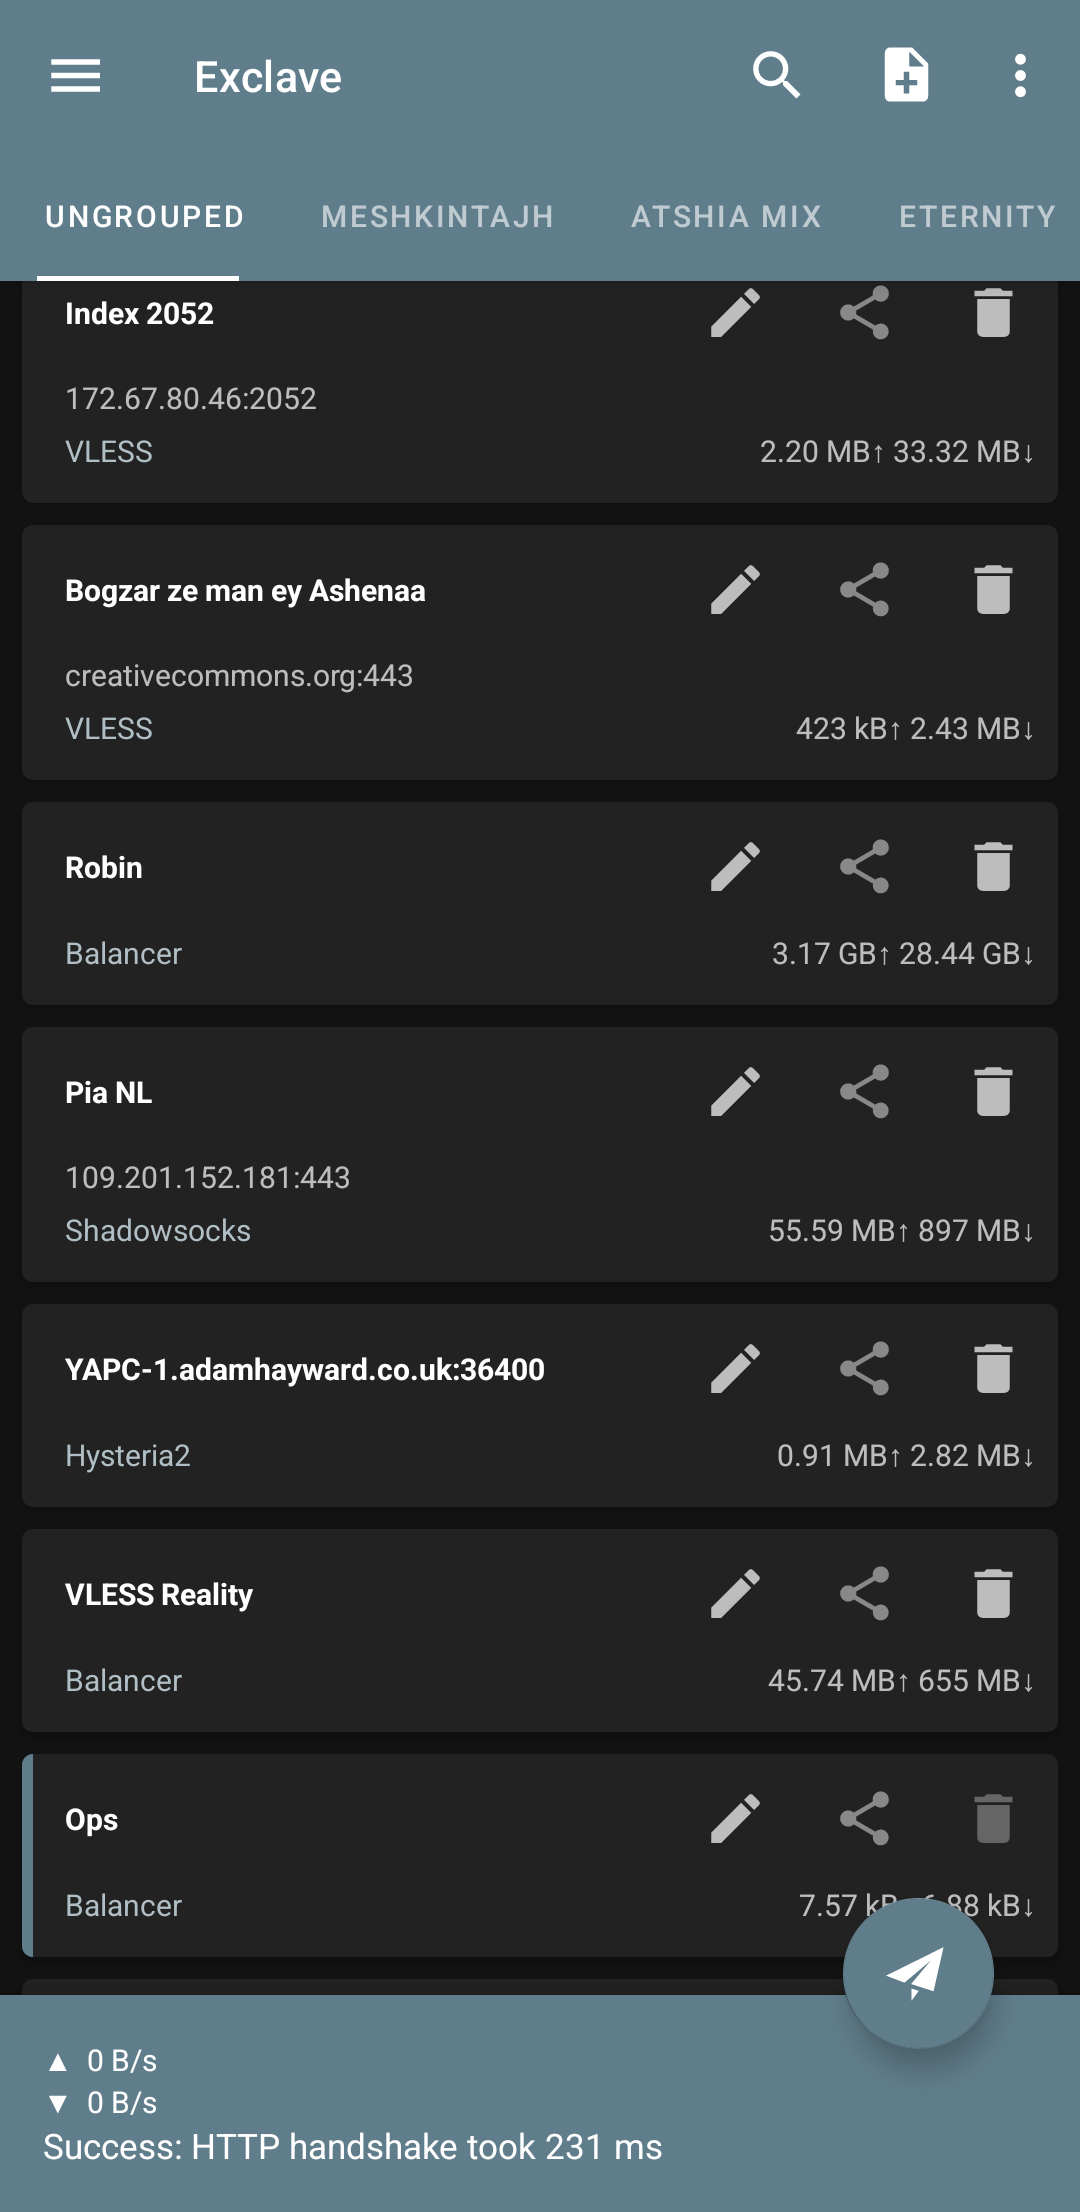 Exclave
UNGROUPED MESHKINTAJH ATSHIA MIX ETERNITY
Index 2052
172.67.80.46:2052
VLESS 2.20 MB↑ 33.32 MB↓
Bogzar ze man ey Ashenaa
creativecommons.org:443
VLESS 423 kB↑ 2.43 MB↓
Robin
Balancer 3.17 GB↑ 28.44 GB↓
Pia NL
109.201.152.181:443
Shadowsocks 55.59 MB↑ 897 MB↓
YAPC-1.adamhayward.co.uk:36400
Hysteria2 0.91 MB↑ 2.82 MB↓
VLESS Reality
Balancer 45.74 MB↑ 655 MB↓
Ops
Balancer 7.57 kB↓
▲ 0 B/s
▼ 0 B/s
Success: HTTP handshake took 231 ms